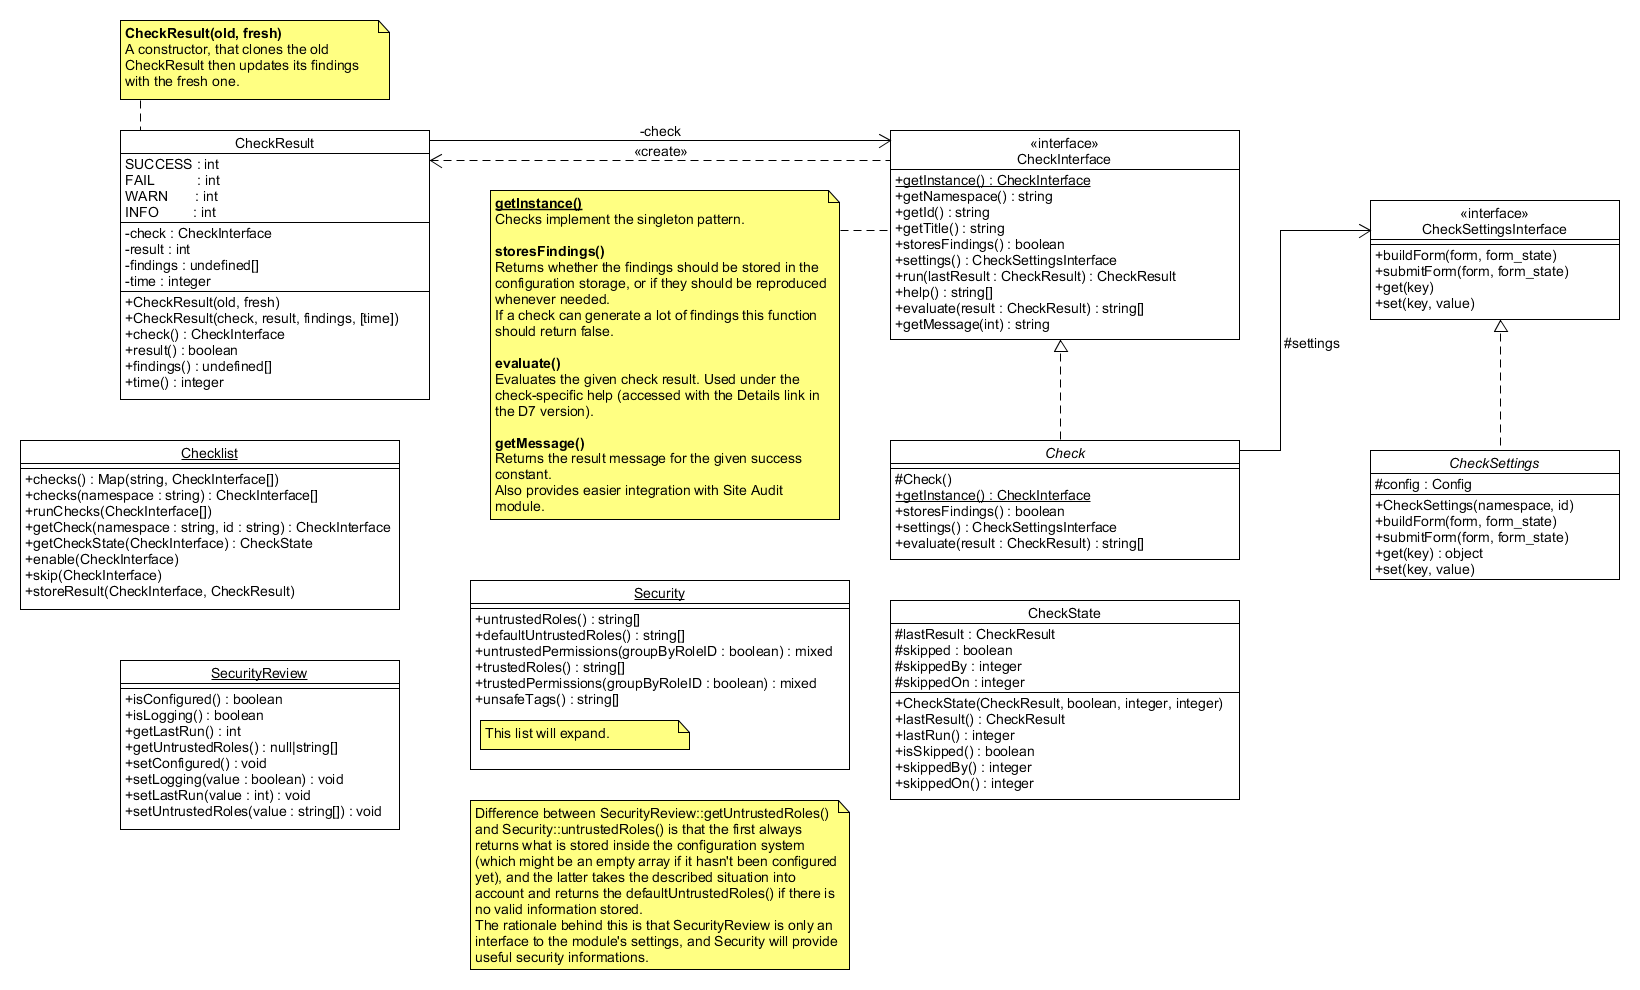 CheckResult(old, fresh)
A constructor, that clones the old
CheckResult then updates its findings
with the fresh one.
CheckResult
SUCCESS : int
FAIL : int
WARN : int
INFO : int
-check : CheckInterface
-result : int
-findings : undefined[]
-time : integer
+CheckResult(old, fresh)
+CheckResult(check, result, findings, [time])
+check() : CheckInterface
+result() : boolean
+findings() : undefined[]
+time() : integer
-check
«create»
«interface»
CheckInterface
+getInstance() : CheckInterface
+getNamespace() : string
+getId() : string
+getTitle() : string
+storesFindings() : boolean
+settings() : CheckSettingsInterface
+run(lastResult : CheckResult) : CheckResult
+help() : string[]
+evaluate(result : CheckResult) : string[]
+getMessage(int) : string
getInstance()
Checks implement the singleton pattern.
storesFindings()
Returns whether the findings should be stored in the
configuration storage, or if they should be reproduced
whenever needed.
If a check can generate a lot of findings this function
should return false.
evaluate()
Evaluates the given check result. Used under the
check-specific help (accessed with the Details link in
the D7 version).
getMessage()
Returns the result message for the given success
constant.
Also provides easier integration with Site Audit
module.
«interface»
CheckSettingsInterface
+buildForm(form, form_state)
+submitForm(form, form_state)
+get(key)
+set(key, value)
#settings
Checklist
+checks() : Map(string, CheckInterface[])
+checks(namespace : string) : CheckInterface[]
+runChecks(CheckInterface[])
+getCheck(namespace : string, id : string) : CheckInterface
+getCheckState(CheckInterface) : CheckState
+enable(CheckInterface)
+skip(CheckInterface)
+storeResult(CheckInterface, CheckResult)
Check
#Check()
+getInstance() : CheckInterface
+storesFindings() : boolean
+settings() : CheckSettingsInterface
+evaluate(result : CheckResult) : string[]
CheckSettings
#config : Config
+CheckSettings(namespace, id)
+buildForm(form, form_state)
+submitForm(form, form_state)
+get(key) : object
+set(key, value)
Security
+untrustedRoles() : string[]
+defaultUntrustedRoles() : string[]
+untrustedPermissions(groupByRoleID : boolean) : mixed
+trustedRoles() : string[]
+trustedPermissions(groupByRoleID : boolean) : mixed
+unsafeTags() : string[]
This list will expand.
CheckState
#lastResult : CheckResult
#skipped : boolean
#skippedBy : integer
#skippedOn : integer
+CheckState(CheckResult, boolean, integer, integer)
+lastResult() : CheckResult
+lastRun() : integer
+isSkipped() : boolean
+skippedBy() : integer
+skippedOn() : integer
SecurityReview
+isConfigured() : boolean
+isLogging() : boolean
+getLastRun() : int
+getUntrustedRoles() : null|string[]
+setConfigured() : void
+setLogging(value : boolean) : void
+setLastRun(value : int) : void
+setUntrustedRoles(value : string[]) : void
Difference between SecurityReview::getUntrustedRoles()
and Security::untrustedRoles() is that the first always
returns what is stored inside the configuration system
(which might be an empty array if it hasn't been configured
yet), and the latter takes the described situation into
account and returns the defaultUntrustedRoles() if there is
no valid information stored.
The rationale behind this is that SecurityReview is only an
interface to the module's settings, and Security will provide
useful security informations.